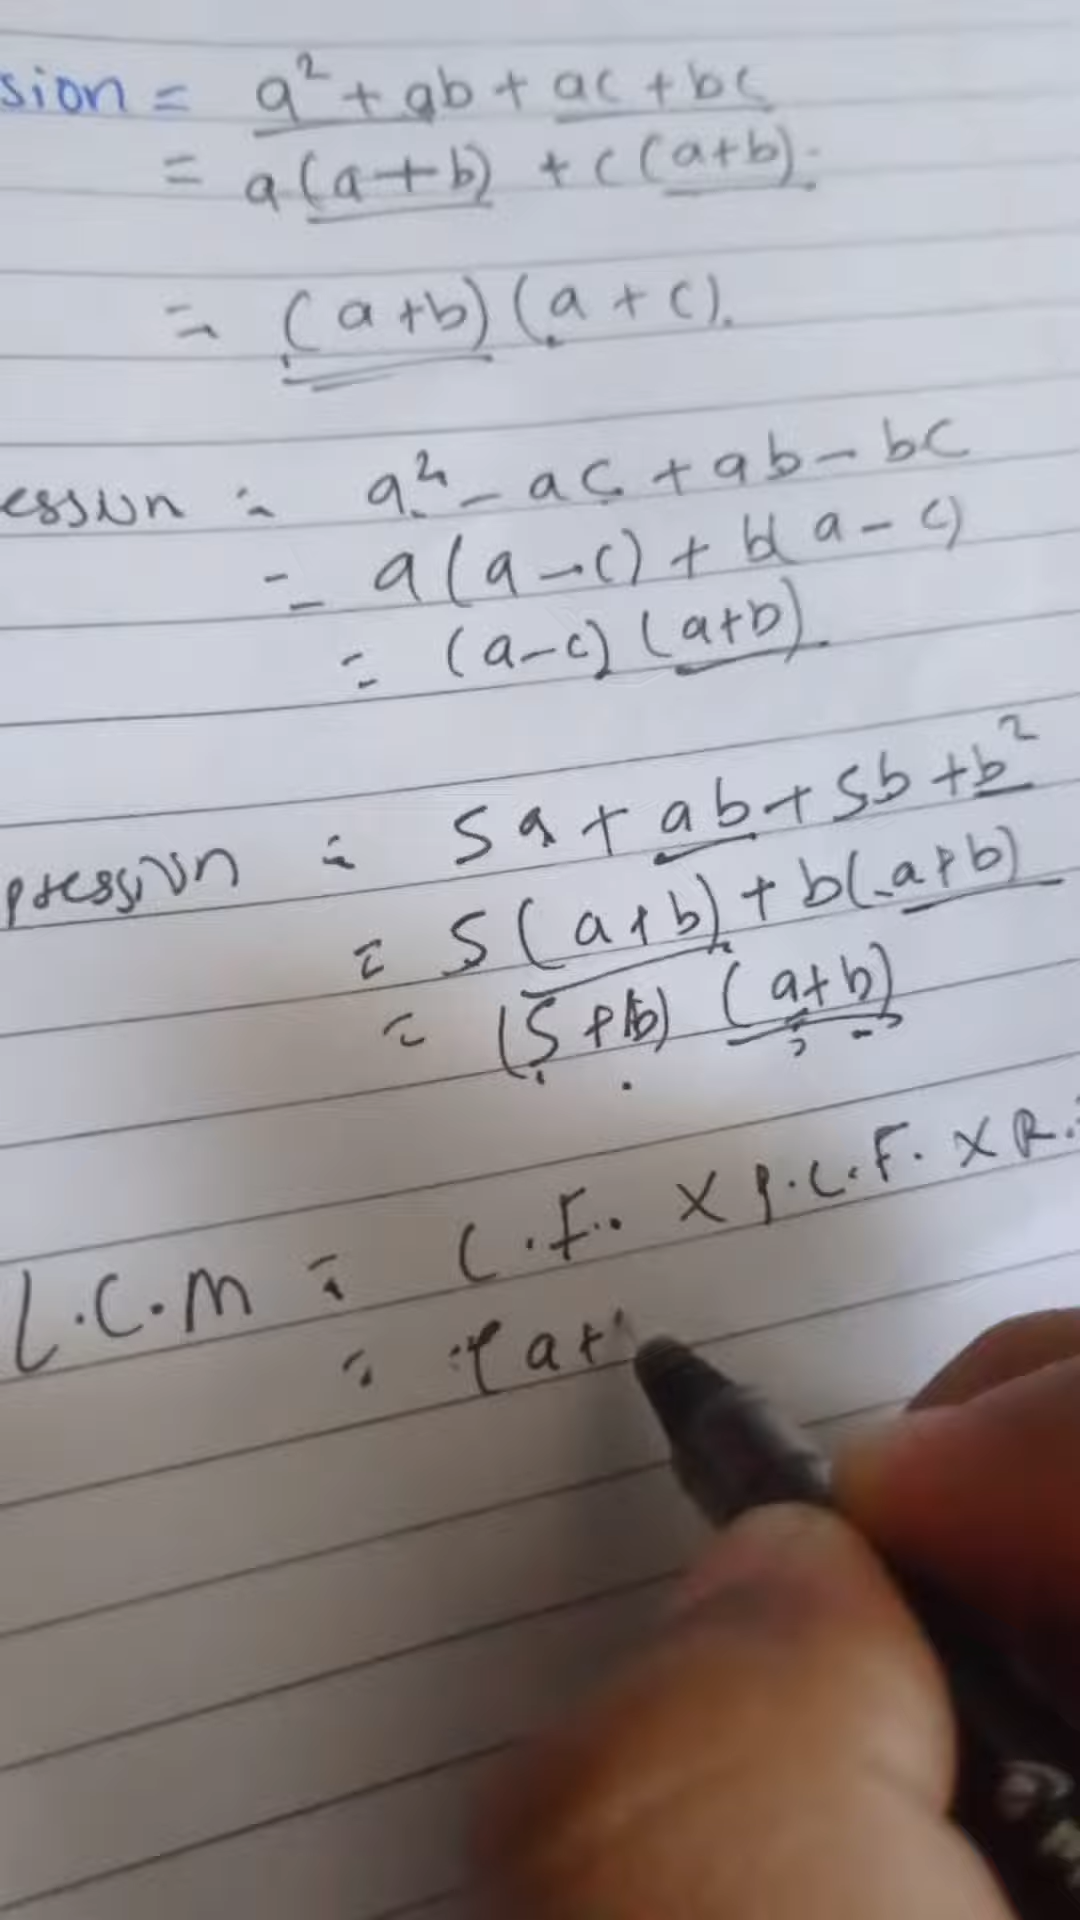 sion = a² + ab + ac + bc
= a(a+b) + c(a+b).
= (a+b)(a+c).
ession = a² - ac + ab - bc
= a(a-c) + b(a-c)
= (a-c)(a+b).
pression = 5a + ab + 5b + b²
= 5(a+b) + b(a+b)
= (5+b)(a+b)
L.C.M = C.F. × P.C.F. × R.
= (a+